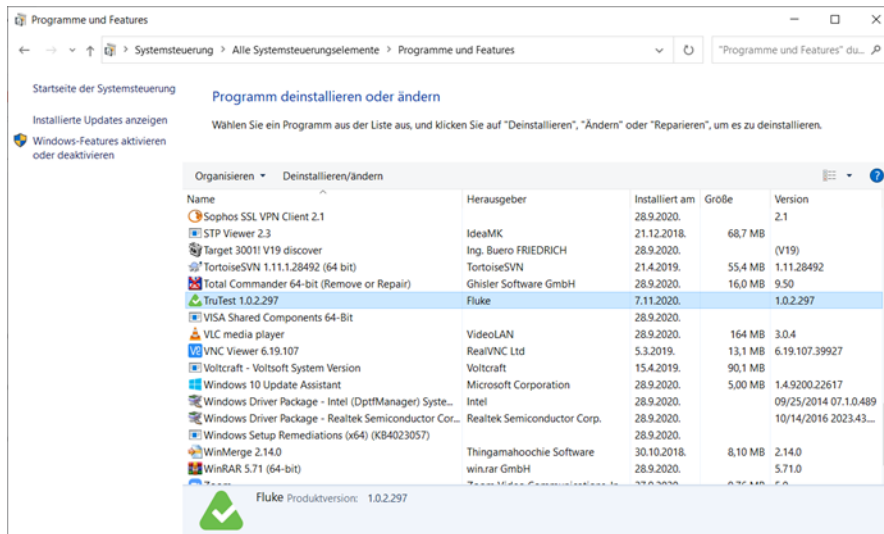 Programme und Features
Systemsteuerung > Alle Systemsteuerungselemente > Programme und Features
"Programme und Features" du...
Startseite der Systemsteuerung
Installierte Updates anzeigen
Windows-Features aktivieren
oder deaktivieren
Programm deinstallieren oder ändern
Wählen Sie ein Programm aus der Liste aus, und klicken Sie auf "Deinstallieren", "Ändern" oder "Reparieren", um es zu deinstallieren.
Organisieren Deinstallieren/ändern
Name Herausgeber Installiert am Größe Version
Sophos SSL VPN Client 2.1 28.9.2020. 2.1
STP Viewer 2.3 IdeaMK 21.12.2018. 68,7 MB
Target 3001! V19 discover Ing. Buero FRIEDRICH 28.9.2020. (V19)
TortoiseSVN 1.11.1.28492 (64 bit) TortoiseSVN 21.4.2019. 55,4 MB 1.11.28492
Total Commander 64-bit (Remove or Repair) Ghisler Software GmbH 28.9.2020. 16,0 MB 9.50
TruTest 1.0.2.297 Fluke 7.11.2020. 1.0.2.297
VISA Shared Components 64-Bit 28.9.2020.
VLC media player VideoLAN 28.9.2020. 164 MB 3.0.4
VNC Viewer 6.19.107 RealVNC Ltd 5.3.2019. 13,1 MB 6.19.107.39927
Voltcraft - Voltsoft System Version Voltcraft 15.4.2019. 90,1 MB
Windows 10 Update Assistant Microsoft Corporation 28.9.2020. 5,00 MB 1.4.9200.22617
Windows Driver Package - Intel (DptfManager) Syste... Intel 28.9.2020. 09/25/2014 07.1.0.489
Windows Driver Package - Realtek Semiconductor Cor... Realtek Semiconductor Corp. 28.9.2020. 10/14/2016 2023.43....
Windows Setup Remediations (x64) (KB4023057) 28.9.2020.
WinMerge 2.14.0 Thingamahoochie Software 30.10.2018. 8,10 MB 2.14.0
WinRAR 5.71 (64-bit) win.rar GmbH 28.9.2020. 5.71.0
Fluke Produktversion: 1.0.2.297